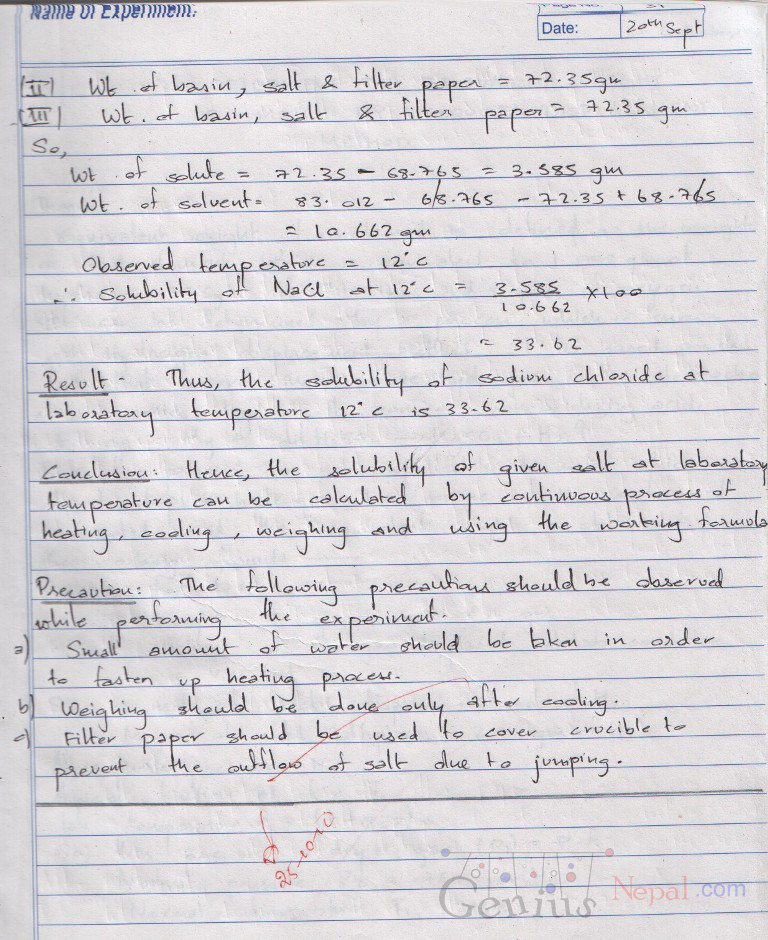 Name of Experiment:
Date: 20th Sept
(II) Wt. of basin, salt & filter paper = 72.35gm
(III) Wt. of basin, salt & filter paper = 72.35 gm
So,
Wt of solute = 72.35 - 68.765 = 3.585 gm
Wt. of solvent = 83.012 - 68.765 - 72.35 + 68.765
= 10.662 gm
Observed temperature = 12°C
∴ Solubility of NaCl at 12°C = 3.585 / 10.662 ×100
= 33.62
Result - Thus, the solubility of sodium chloride at
laboratory temperature 12°C is 33.62
Conclusion: Hence, the solubility of given salt at laboratory
temperature can be calculated by continuous process of
heating, cooling, weighing and using the working formula
Precaution: The following precautions should be observed
while performing the experiment.
a) Small amount of water should be taken in order
to fasten up heating process.
b) Weighing should be done only after cooling.
c) Filter paper should be used to cover crucible to
prevent the outflow of salt due to jumping.
25-10-10
Genius Nepal.com